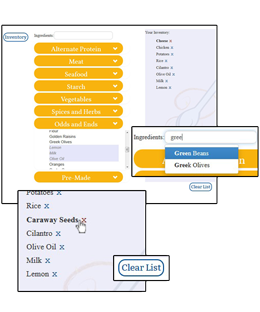 Inventory
Ingredients:
Alternate Protein
Meat
Seafood
Starch
Vegetables
Spices and Herbs
Odds and Ends
Flour
Golden Raisins
Greek Olives
Lemon
Milk
Olive Oil
Oranges
Pre-Made
Your Inventory:
Cheese x
Chicken x
Potatoes x
Rice x
Cilantro x
Olive Oil x
Milk x
Lemon x
Clear List
Ingredients: gree
Green Beans
Greek Olives
Potatoes x
Rice x
Caraway Seeds x
Cilantro x
Olive Oil x
Milk x
Lemon x
Clear List